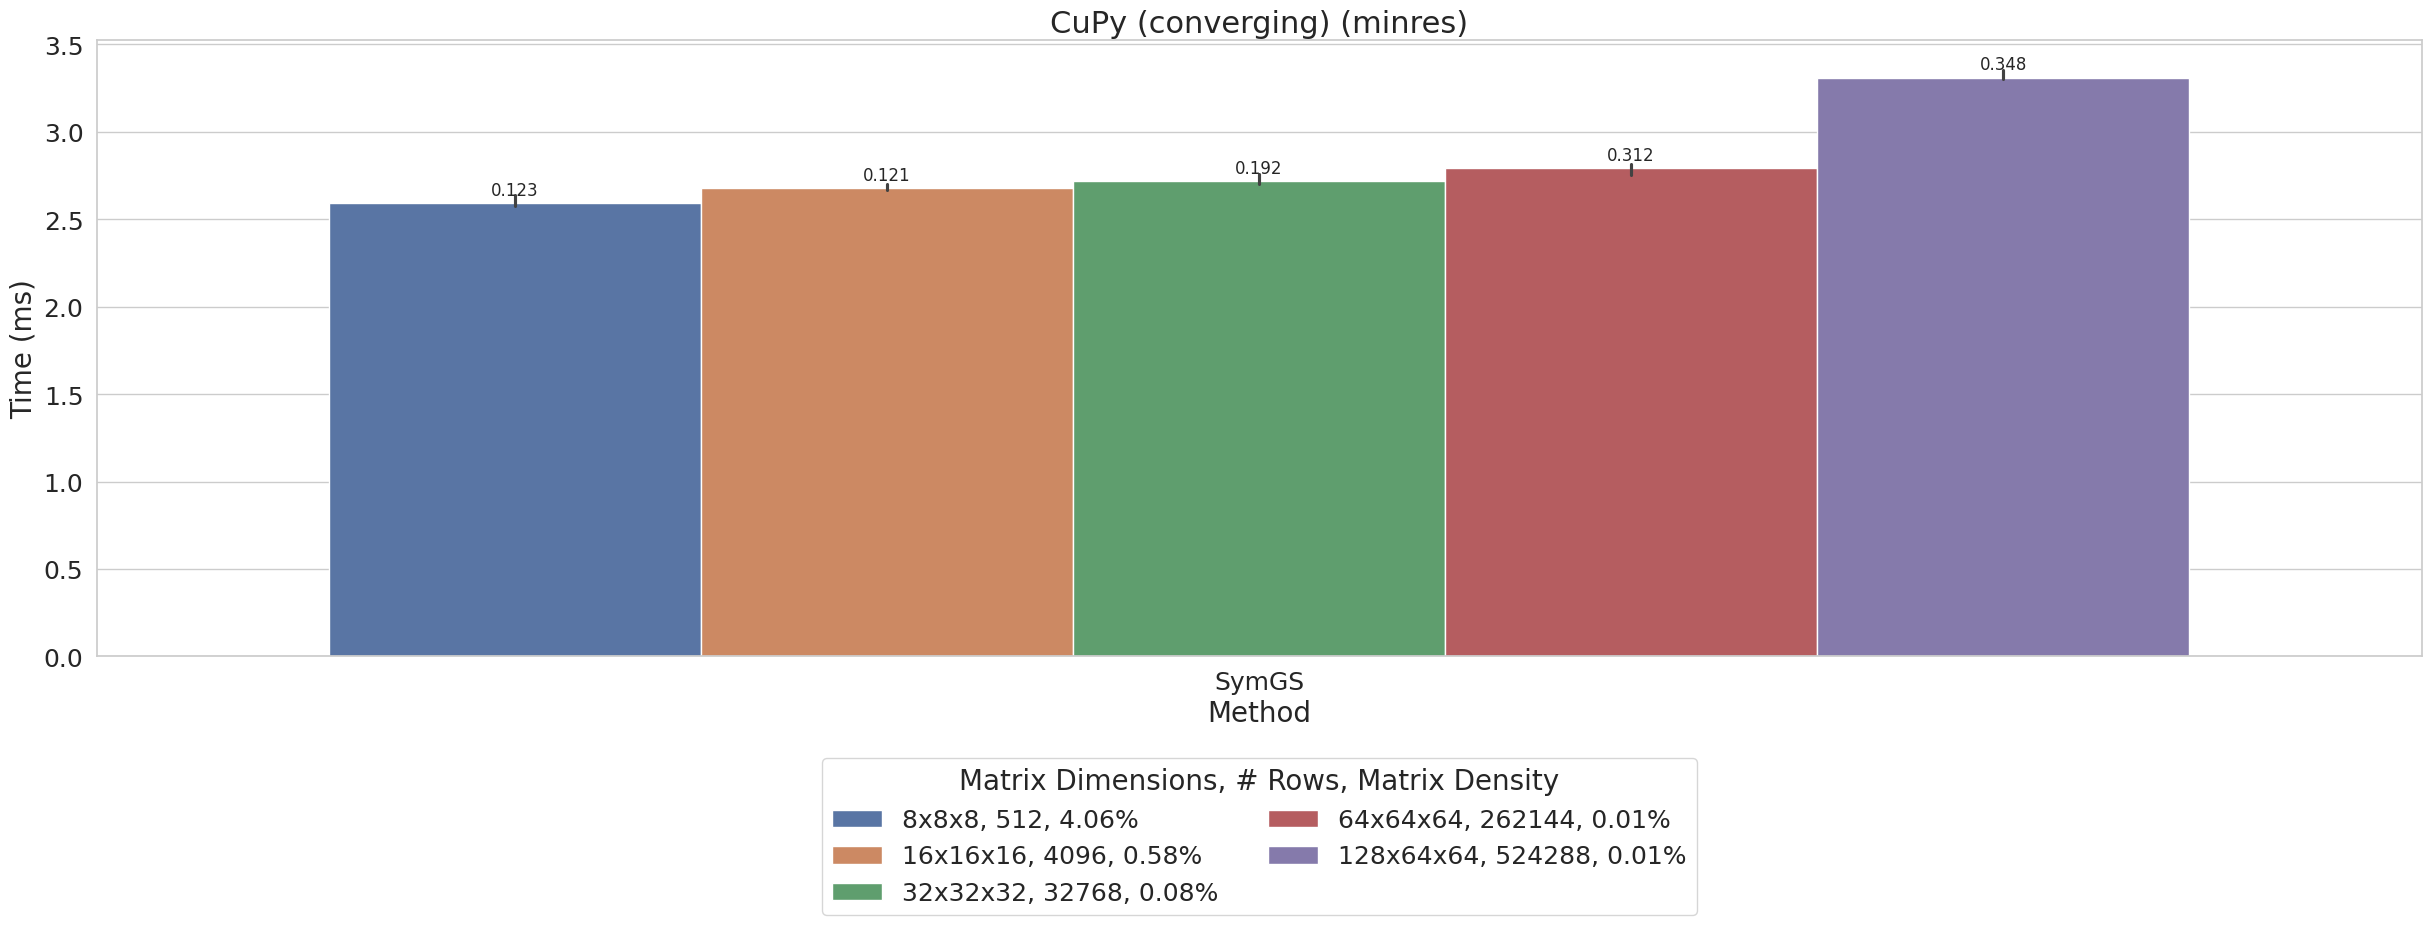 CuPy (converging) (minres)
3.5
3.0
2.5
2.0
1.5
1.0
0.5
0.0
Time (ms)
0.123
0.121
0.192
0.312
0.348
SymGS
Method
Matrix Dimensions, # Rows, Matrix Density
8x8x8, 512, 4.06%
16x16x16, 4096, 0.58%
32x32x32, 32768, 0.08%
64x64x64, 262144, 0.01%
128x64x64, 524288, 0.01%